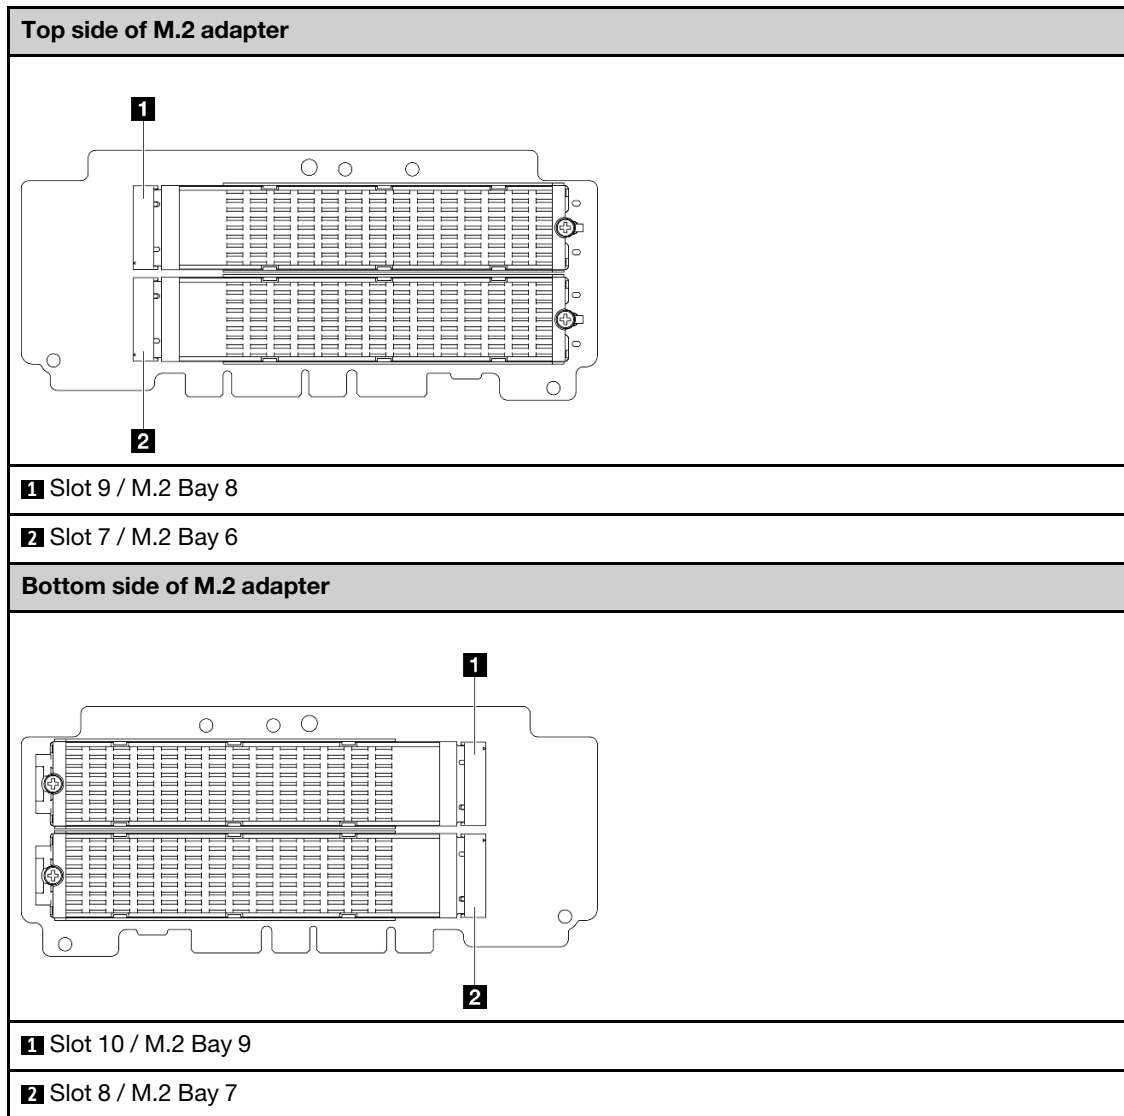 Top side of M.2 adapter
1
2
1 Slot 9 / M.2 Bay 8
2 Slot 7 / M.2 Bay 6
Bottom side of M.2 adapter
1
2
1 Slot 10 / M.2 Bay 9
2 Slot 8 / M.2 Bay 7